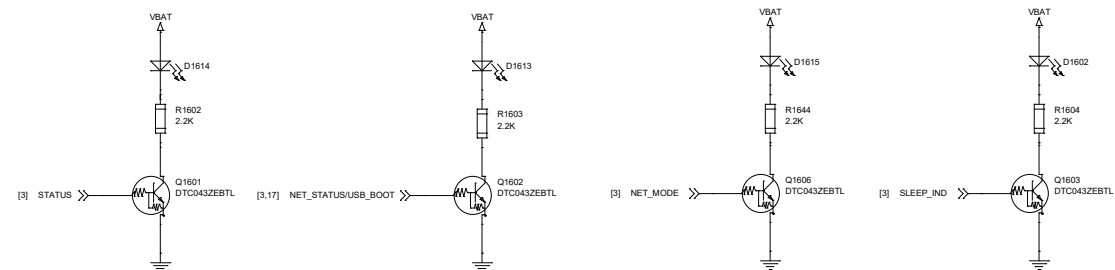 VBAT
D1614
R1602
2.2K
Q1601
DTC043ZEBTL
[3] STATUS
VBAT
D1613
R1603
2.2K
Q1602
DTC043ZEBTL
[3,17] NET_STATUS/USB_BOOT
VBAT
D1615
R1644
2.2K
Q1606
DTC043ZEBTL
[3] NET_MODE
VBAT
D1602
R1604
2.2K
Q1603
DTC043ZEBTL
[3] SLEEP_IND